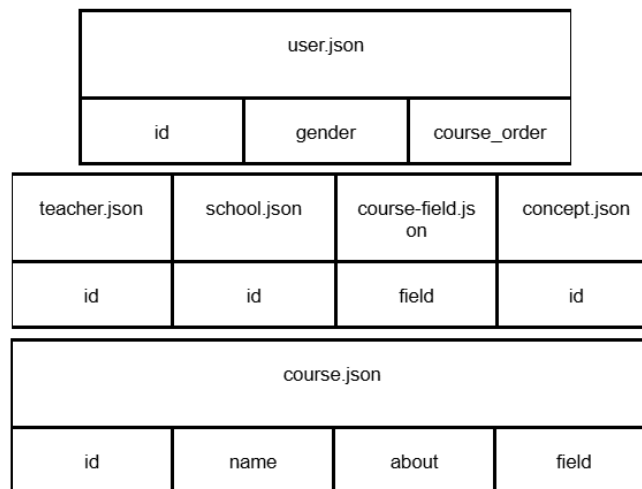 user.json
id gender course_order
teacher.json school.json course-field.js concept.json
on
id id field id
course.json
id name about field